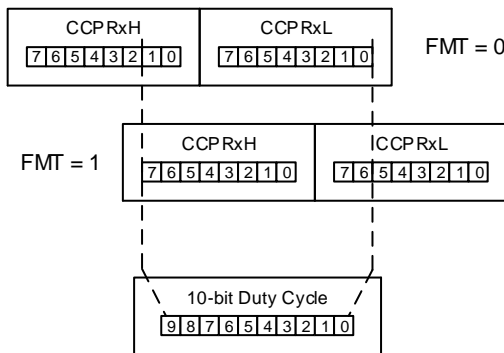 CCPRxH CCPRxL
7 6 5 4 3 2 1 0 7 6 5 4 3 2 1 0 FMT = 0
CCPRxH CCPRxL
FMT = 1 7 6 5 4 3 2 1 0 7 6 5 4 3 2 1 0
10-bit Duty Cycle
9 8 7 6 5 4 3 2 1 0